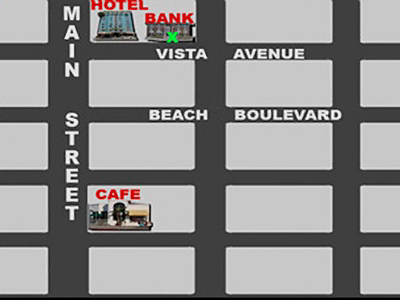 HOTEL
BANK
X
VISTA AVENUE
BEACH BOULEVARD
MAIN STREET
CAFE